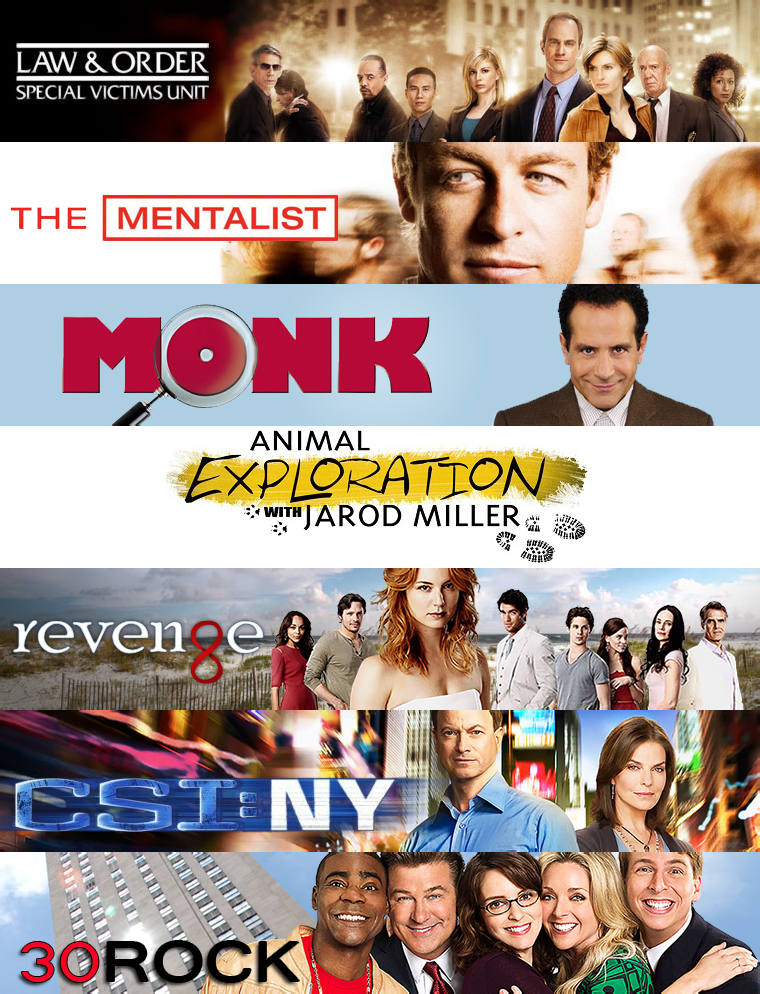 LAW & ORDER
SPECIAL VICTIMS UNIT
THE MENTALIST
MONK
ANIMAL
EXPLORATION
WITH JAROD MILLER
revenge
CSI: NY
30ROCK